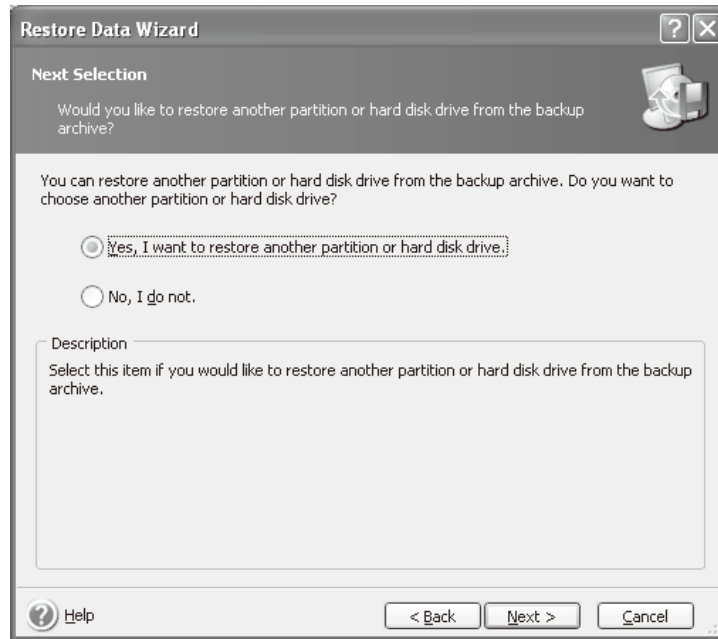 Restore Data Wizard
Next Selection
Would you like to restore another partition or hard disk drive from the backup
archive?
You can restore another partition or hard disk drive from the backup archive. Do you want to
choose another partition or hard disk drive?
Yes, I want to restore another partition or hard disk drive.
No, I do not.
Description
Select this item if you would like to restore another partition or hard disk drive from the backup
archive.
Help
< Back
Next >
Cancel